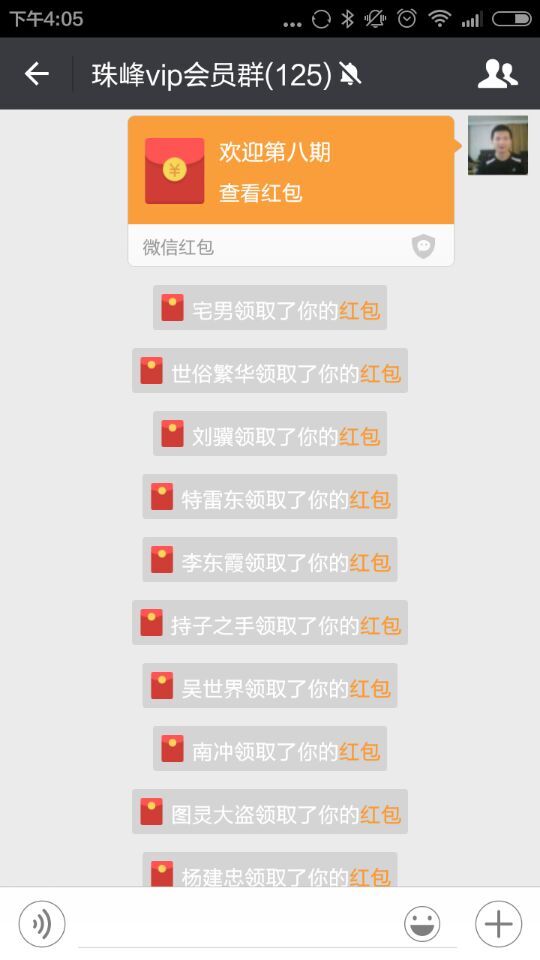 下午4:05
珠峰vip会员群(125)
欢迎第八期
查看红包
微信红包
宅男领取了你的红包
世俗繁华领取了你的红包
刘骥领取了你的红包
特雷东领取了你的红包
李东霞领取了你的红包
持子之手领取了你的红包
吴世界领取了你的红包
南冲领取了你的红包
图灵大盗领取了你的红包
杨建忠领取了你的红包